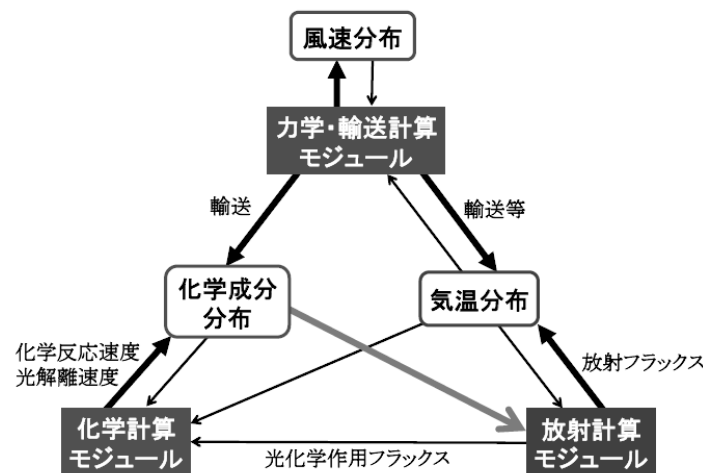 風速分布
力学・輸送計算
モジュール
輸送
輸送等
化学成分
分布
気温分布
化学反応速度
光解離速度
放射フラックス
化学計算
モジュール
光化学作用フラックス
放射計算
モジュール